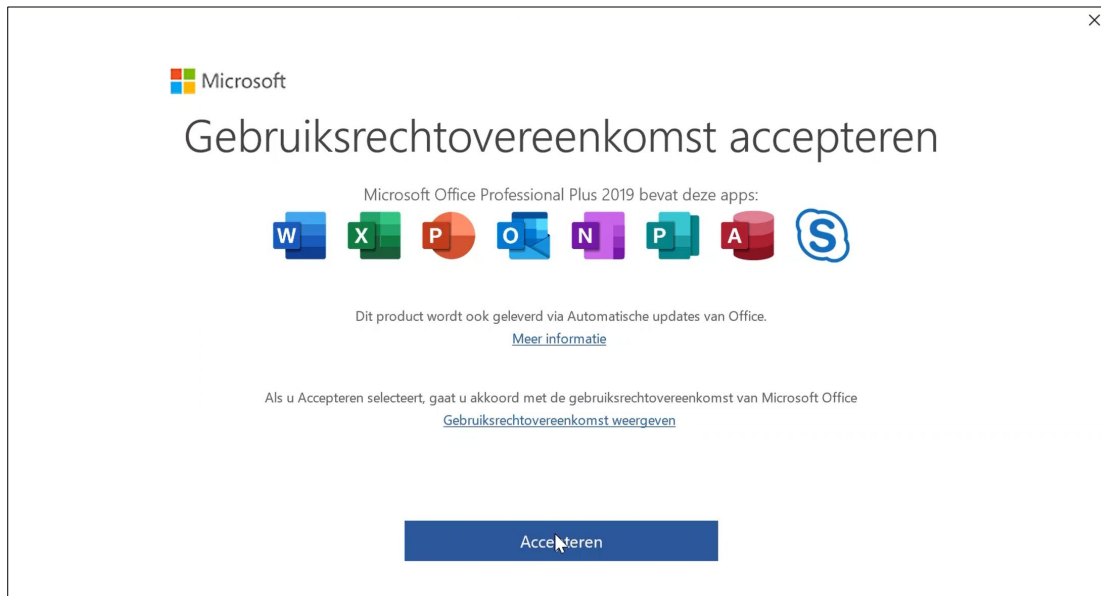 Microsoft
Gebruiksrechtovereenkomst accepteren
Microsoft Office Professional Plus 2019 bevat deze apps:
W X P O N P A S
Dit product wordt ook geleverd via Automatische updates van Office.
Meer informatie
Als u Accepteren selecteert, gaat u akkoord met de gebruiksrechtovereenkomst van Microsoft Office
Gebruiksrechtovereenkomst weergeven
Accepteren